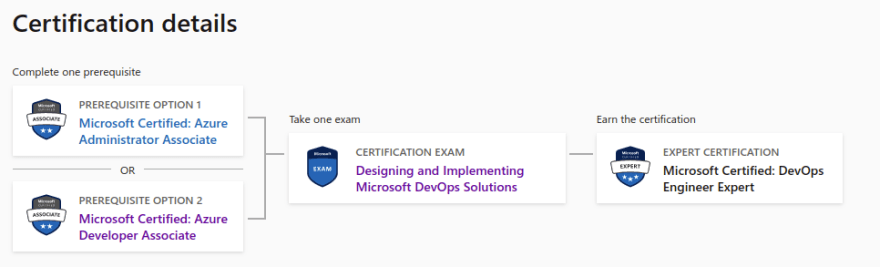 Certification details
Complete one prerequisite
Microsoft
CERTIFIED
ASSOCIATE
PREREQUISITE OPTION 1
Microsoft Certified: Azure
Administrator Associate
OR
Microsoft
CERTIFIED
ASSOCIATE
PREREQUISITE OPTION 2
Microsoft Certified: Azure
Developer Associate
Take one exam
Microsoft
EXAM
CERTIFICATION EXAM
Designing and Implementing
Microsoft DevOps Solutions
Earn the certification
Microsoft
CERTIFIED
EXPERT
EXPERT CERTIFICATION
Microsoft Certified: DevOps
Engineer Expert